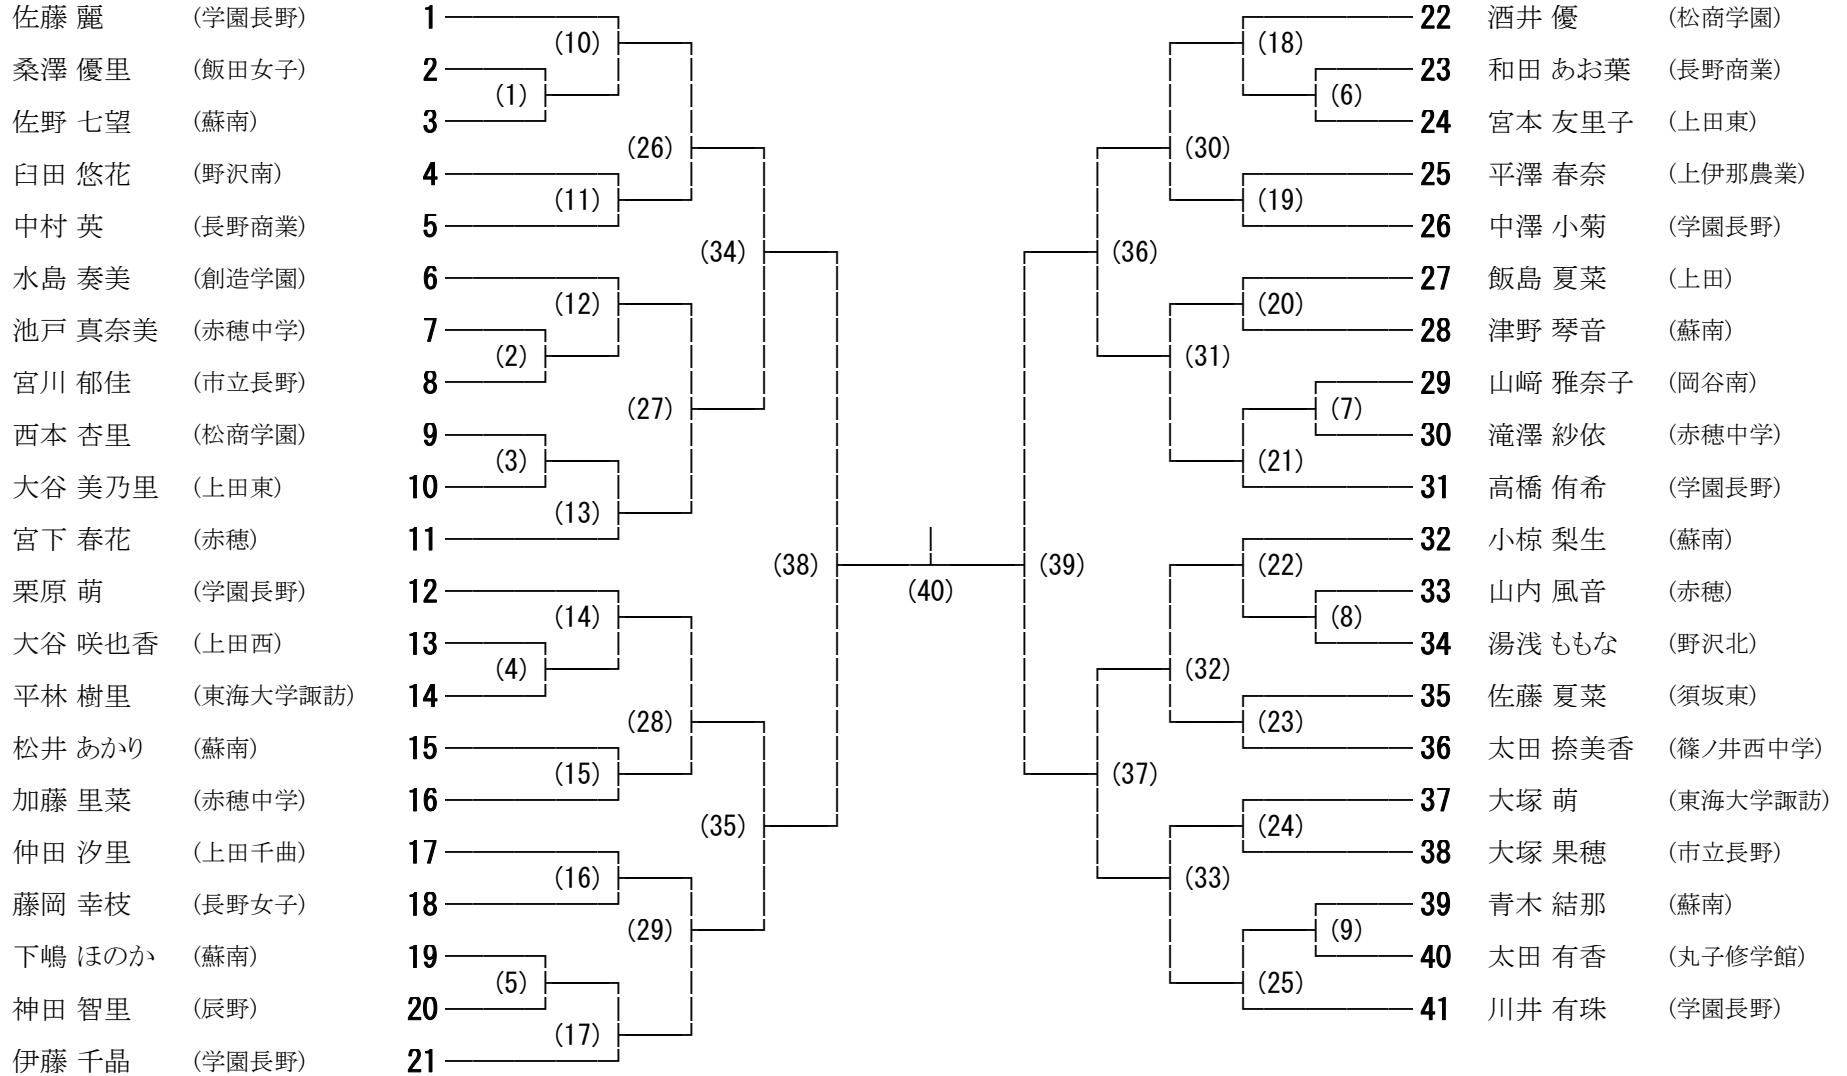 佐藤 麗 (学園長野) 1 22 酒井 優 (松商学園)
(10) (18)
桑澤 優里 (飯田女子) 2 23 和田 あお葉 (長野商業)
(1) (6)
佐野 七望 (蘇南) 3 24 宮本 友里子 (上田東)
(26) (30)
臼田 悠花 (野沢南) 4 25 平澤 春奈 (上伊那農業)
(11) (19)
中村 英 (長野商業) 5 26 中澤 小菊 (学園長野)
(34) (36)
水島 奏美 (創造学園) 6 27 飯島 夏菜 (上田)
(12) (20)
池戸 真奈美 (赤穂中学) 7 28 津野 琴音 (蘇南)
(2) (31)
宮川 郁佳 (市立長野) 8 29 山﨑 雅奈子 (岡谷南)
(27) (7)
西本 杏里 (松商学園) 9 30 滝澤 紗依 (赤穂中学)
(3) (21)
大谷 美乃里 (上田東) 10 31 高橋 侑希 (学園長野)
(13)
宮下 春花 (赤穂) 11 32 小椋 梨生 (蘇南)
(38) (39) (22)
(40)
栗原 萌 (学園長野) 12 33 山内 風音 (赤穂)
(14) (8)
大谷 咲也香 (上田西) 13 34 湯浅 ももな (野沢北)
(4) (32)
平林 樹里 (東海大学諏訪) 14 35 佐藤 夏菜 (須坂東)
(28) (23)
松井 あかり (蘇南) 15 36 太田 捺美香 (篠ノ井西中学)
(15) (37)
加藤 里菜 (赤穂中学) 16 37 大塚 萌 (東海大学諏訪)
(35) (24)
仲田 汐里 (上田千曲) 17 38 大塚 果穂 (市立長野)
(16) (33)
藤岡 幸枝 (長野女子) 18 39 青木 結那 (蘇南)
(29) (9)
下嶋 ほのか (蘇南) 19 40 太田 有香 (丸子修学館)
(5) (25)
神田 智里 (辰野) 20 41 川井 有珠 (学園長野)
(17)
伊藤 千晶 (学園長野) 21